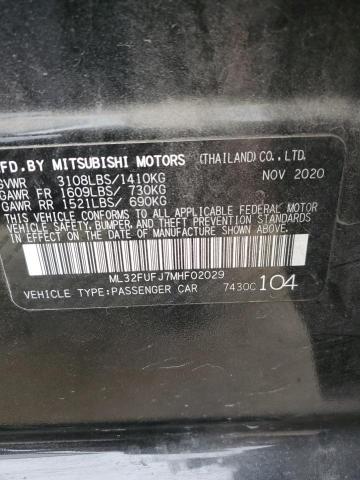 FD.BY MITSUBISHI MOTORS (THAILAND) CO.,LTD.
GVWR 3108LBS/1410KG NOV 2020
GAWR FR 1609LBS/ 730KG
GAWR RR 1521LBS/ 690KG
THIS VEHICLE CONFORMS TO ALL APPLICABLE FEDERAL MOTOR
VEHICLE SAFETY, BUMPER, AND THEFT PREVENTION STANDARDS
IN EFFECT ON THE DATE OF MANUFACTURE SHOWN ABOVE.
ML32FUFJ7MHF02029
VEHICLE TYPE:PASSENGER CAR 7430C 104